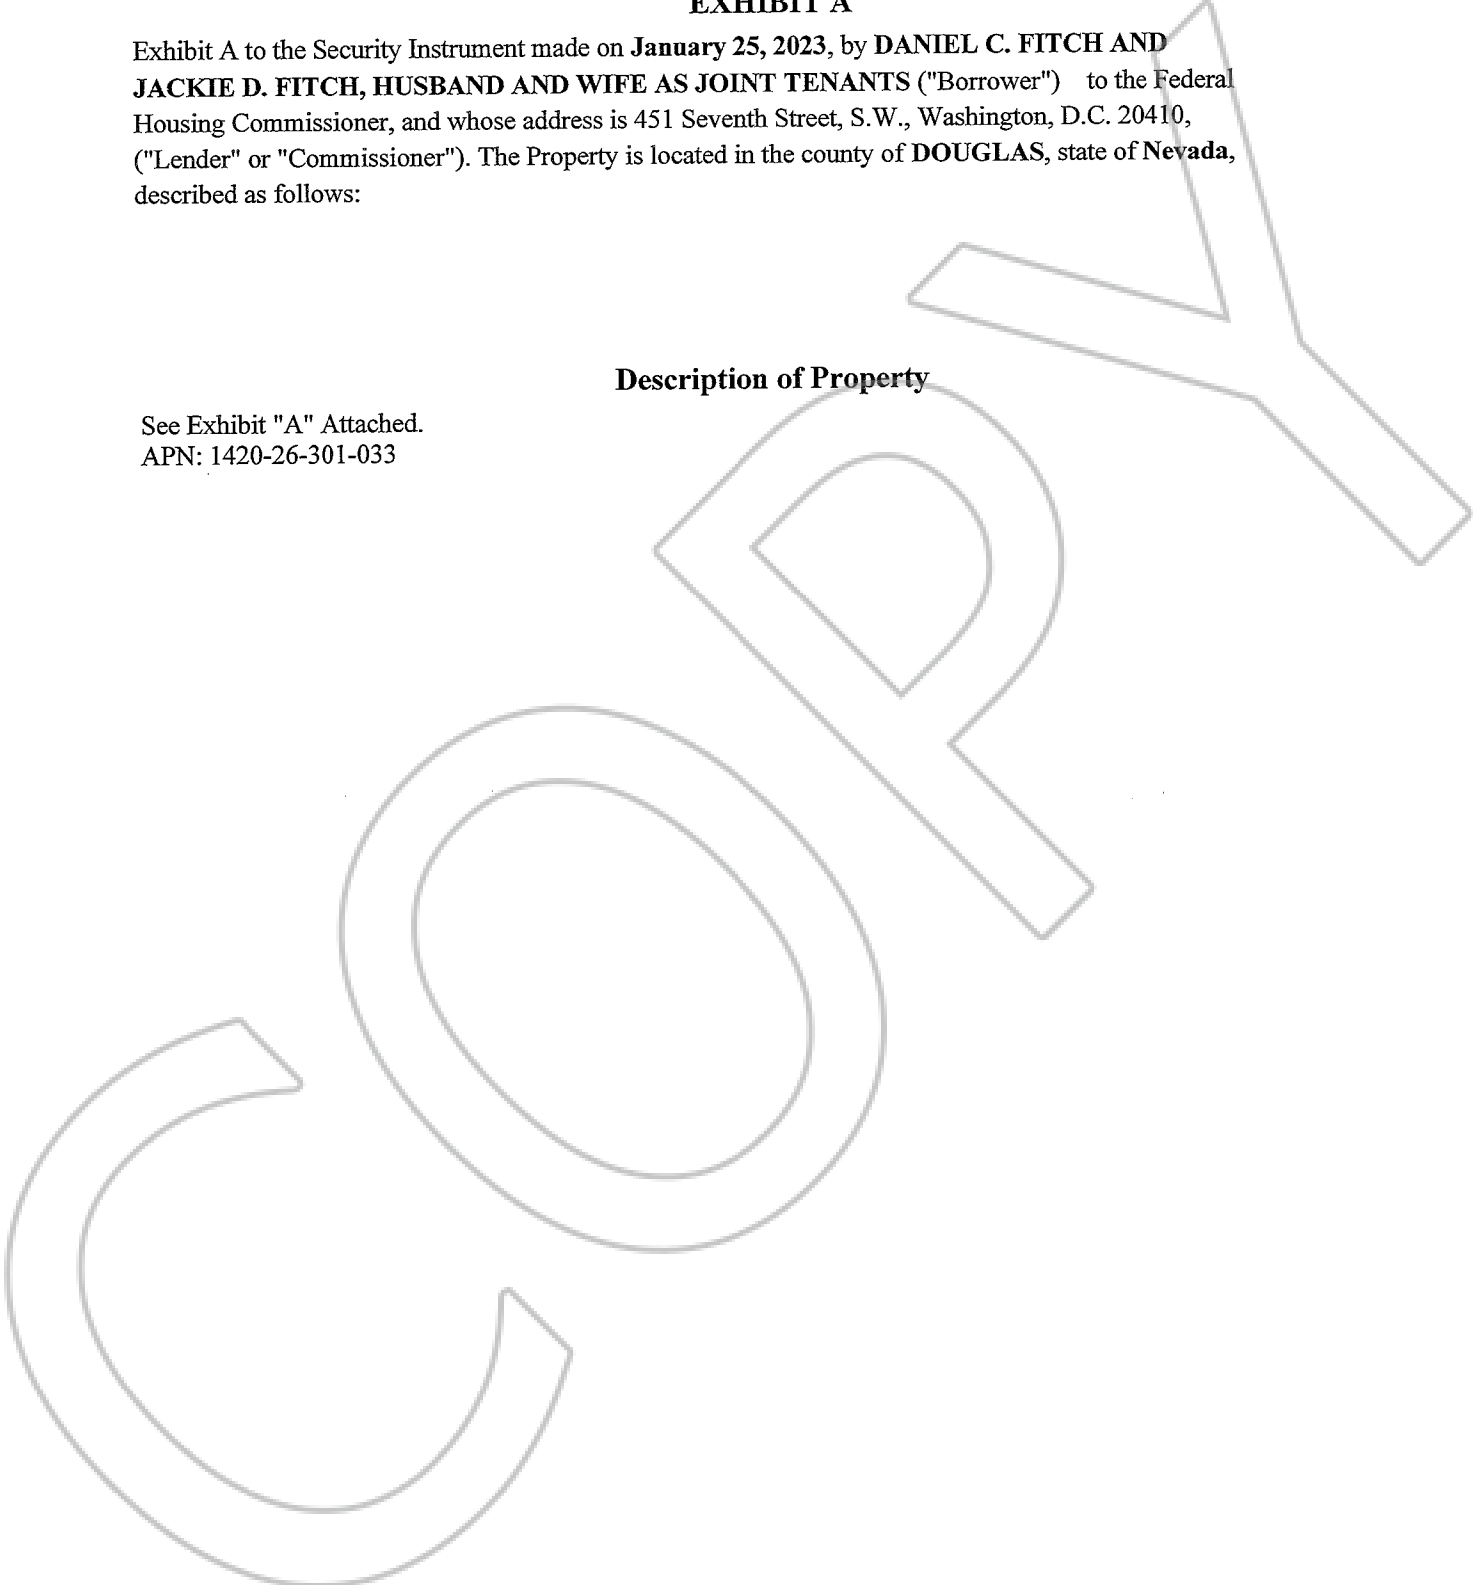 EXHIBIT A
Exhibit A to the Security Instrument made on January 25, 2023, by DANIEL C. FITCH AND
JACKIE D. FITCH, HUSBAND AND WIFE AS JOINT TENANTS ("Borrower") to the Federal
Housing Commissioner, and whose address is 451 Seventh Street, S.W., Washington, D.C. 20410,
("Lender" or "Commissioner"). The Property is located in the county of DOUGLAS, state of Nevada,
described as follows:
Description of Property
See Exhibit "A" Attached.
APN: 1420-26-301-033
COPY